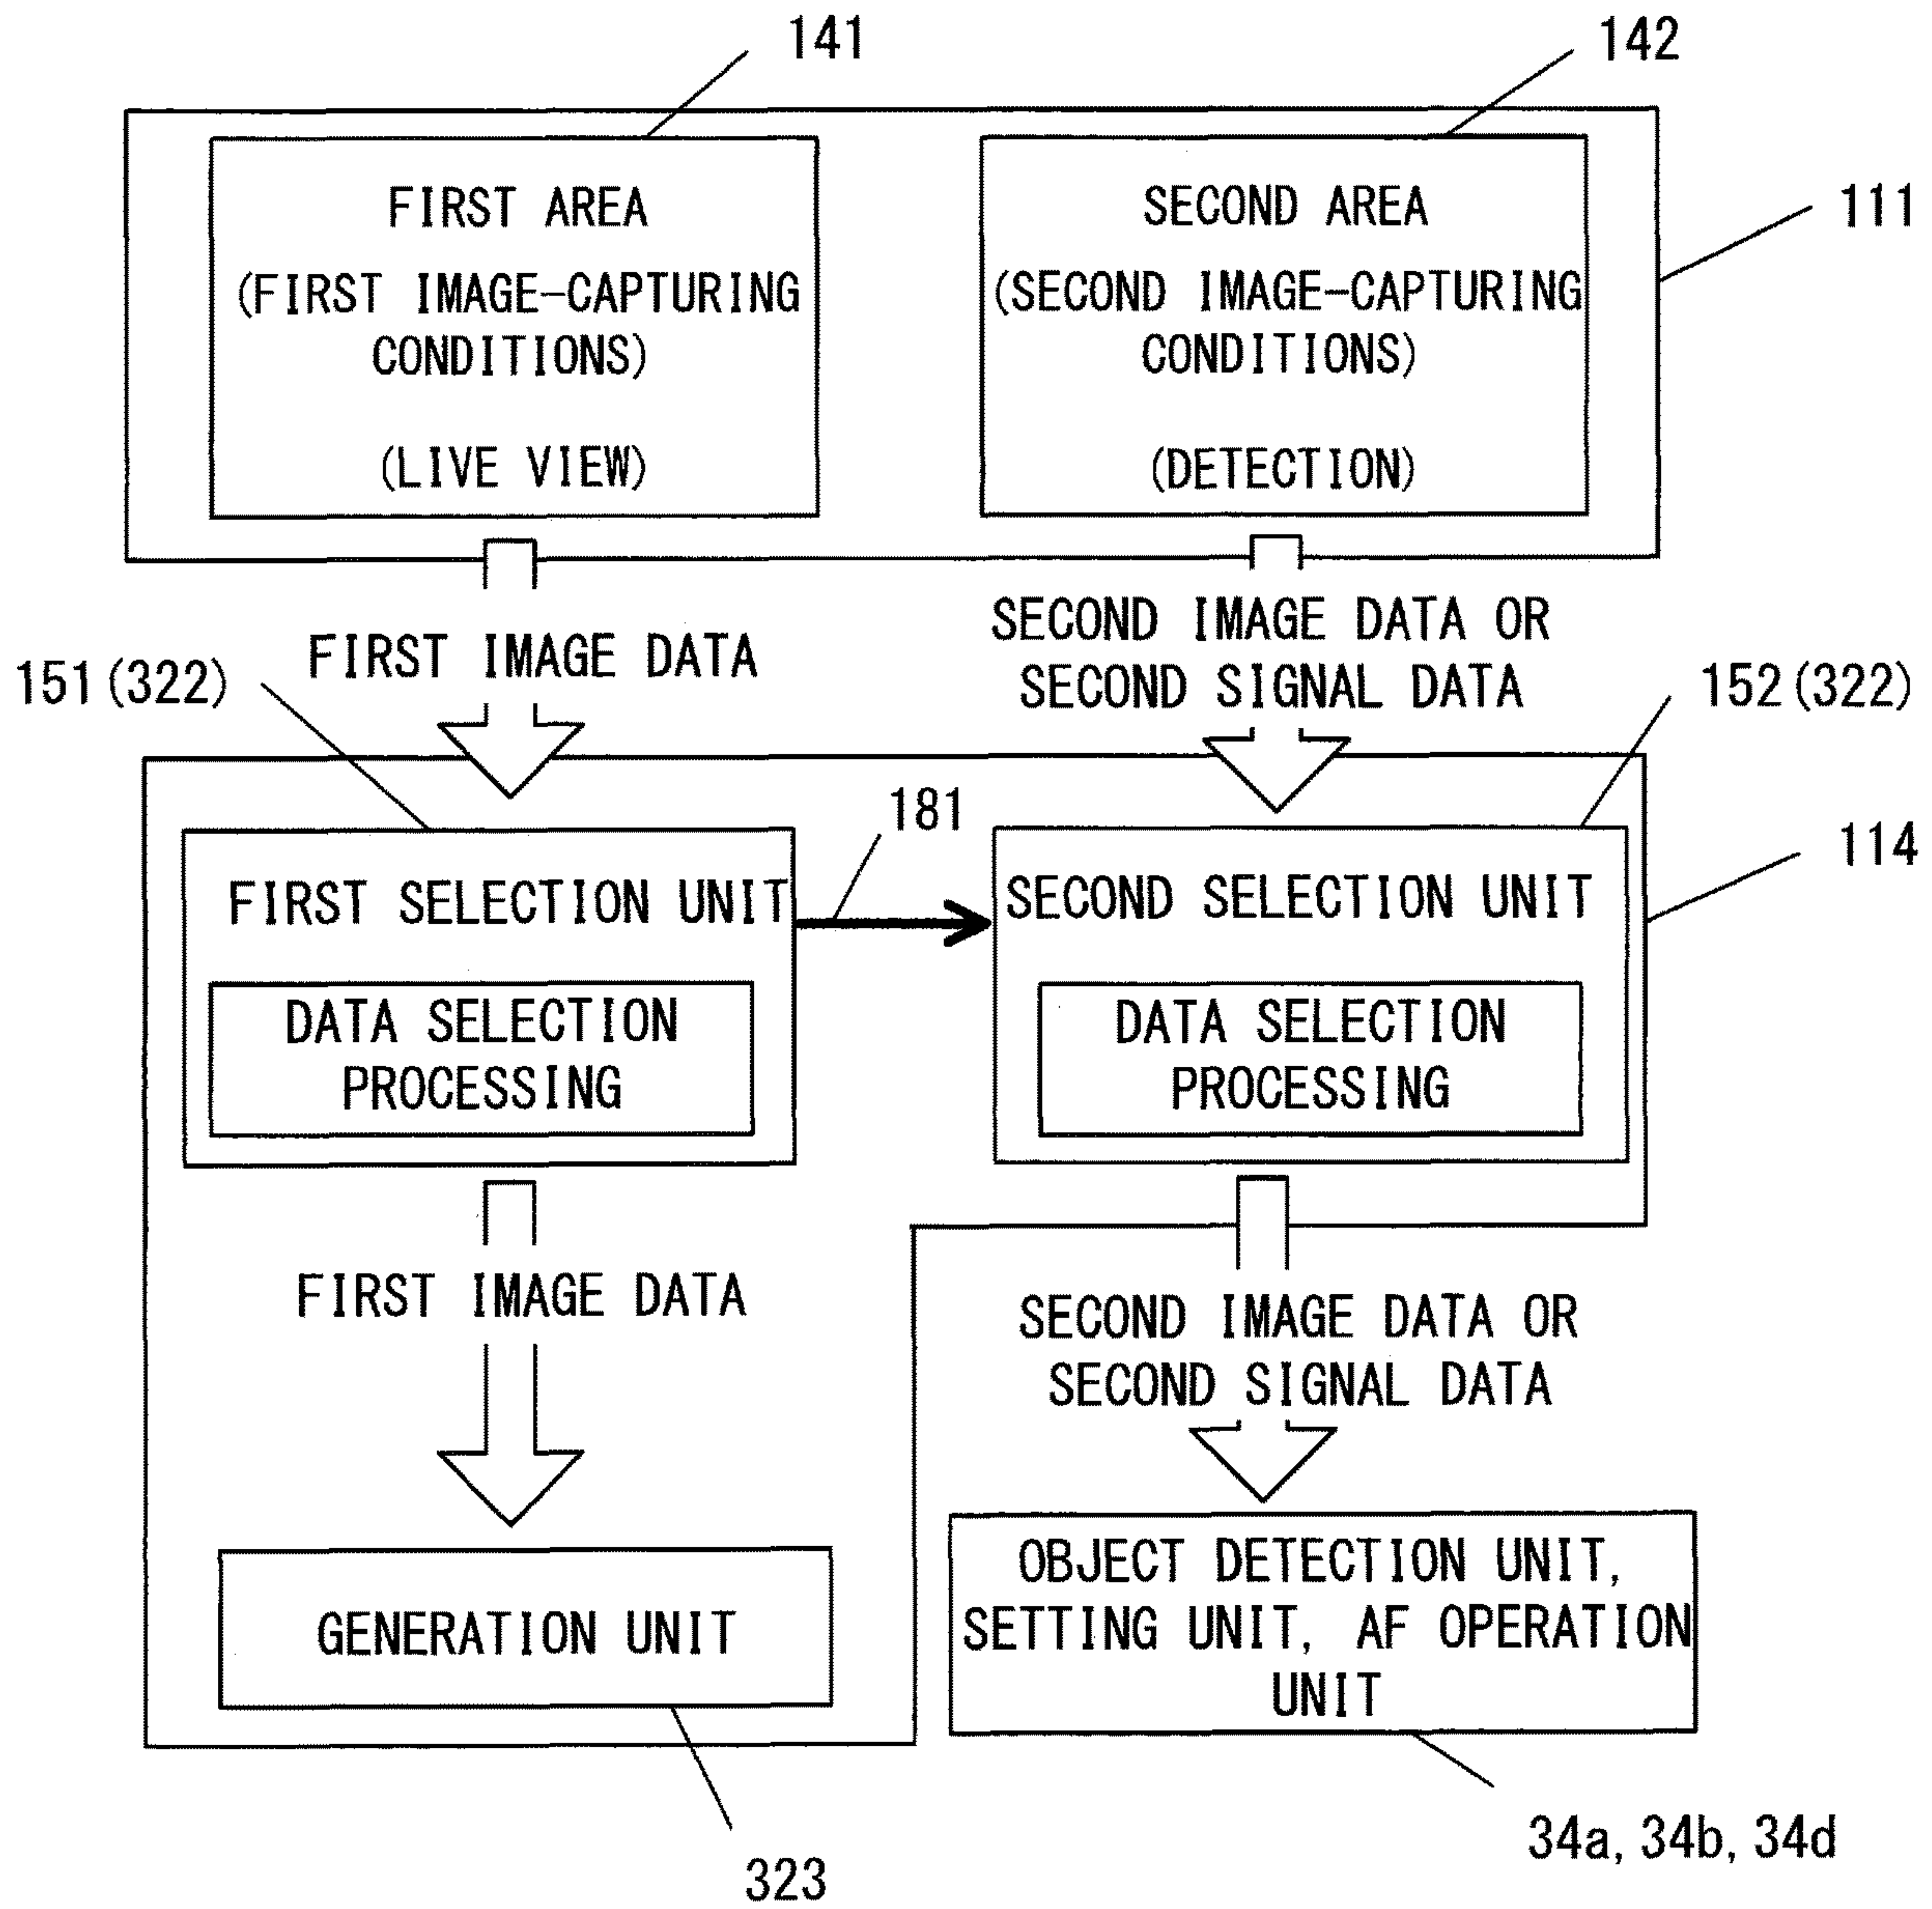 141
142
FIRST AREA
(FIRST IMAGE-CAPTURING
CONDITIONS)
(LIVE VIEW)
SECOND AREA
(SECOND IMAGE-CAPTURING
CONDITIONS)
(DETECTION)
111
FIRST IMAGE DATA
SECOND IMAGE DATA OR
SECOND SIGNAL DATA
151(322)
152(322)
181
114
FIRST SELECTION UNIT
DATA SELECTION
PROCESSING
SECOND SELECTION UNIT
DATA SELECTION
PROCESSING
FIRST IMAGE DATA
SECOND IMAGE DATA OR
SECOND SIGNAL DATA
GENERATION UNIT
OBJECT DETECTION UNIT,
SETTING UNIT, AF OPERATION
UNIT
323
34a, 34b, 34d